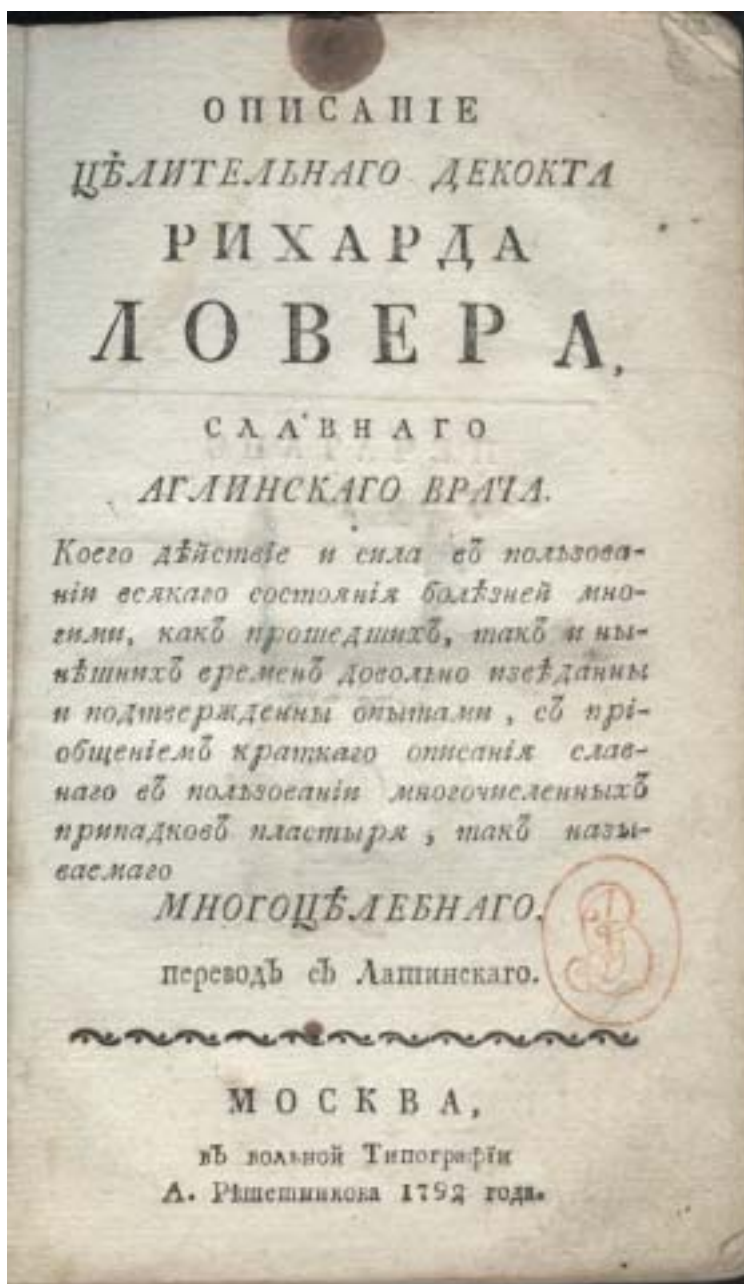 ОПИСАНІЕ
ЦѢЛИТЕЛЬНАГО ДЕКОКТА
РИХАРДА
ЛОВЕРА,
СЛАВНАГО
АГЛИНСКАГО ВРАЧА.
Коего дѣйствіе и сила въ пользова-
ніи всякаго состоянія болѣзней мно-
гими, какъ прошедшихъ, такъ и ны-
нѣшнихъ временъ довольно извѣданны
и подтвержденны опытами, съ прі-
общеніемъ краткаго описанія слав-
наго въ пользованіи многочисленныхъ
припадковъ пластыря, такъ назы-
ваемаго
МНОГОЦѢЛЕБНАГО.
переводъ съ Латинскаго.
МОСКВА,
въ вольной Типографїи
А. Рѣшетникова 1792 года.